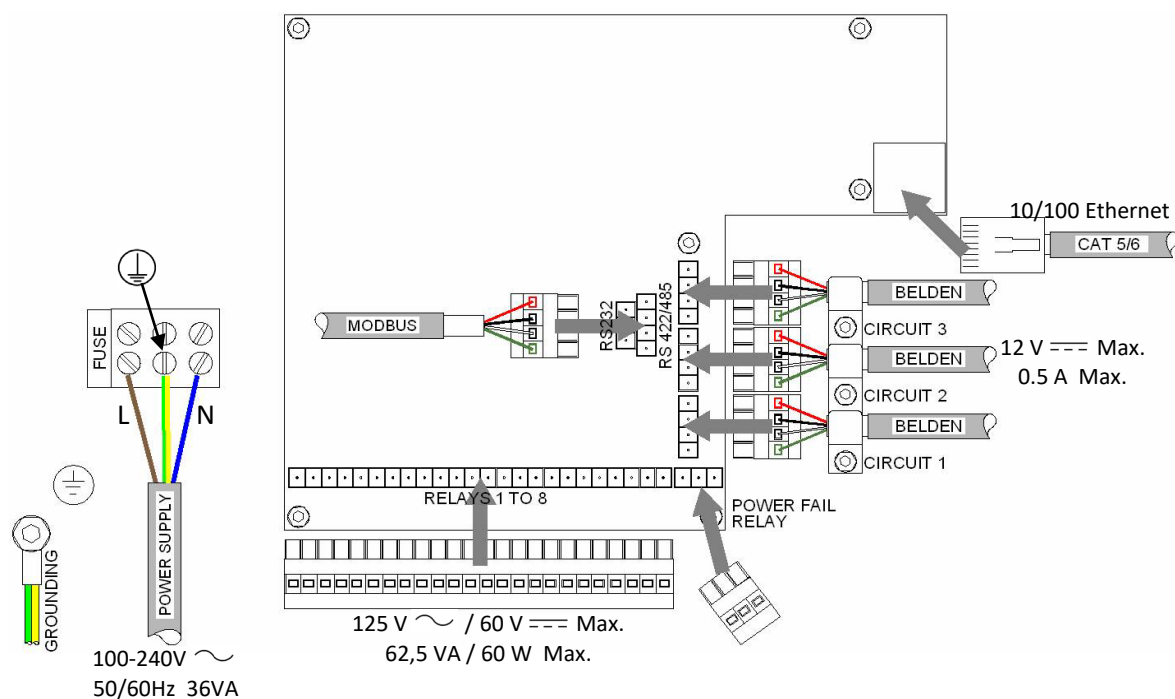 10/100 Ethernet
CAT 5/6
FUSE
L
N
POWER SUPPLY
GROUNDING
100-240V ~
50/60Hz 36VA
MODBUS
RS232
RS 422/485
BELDEN
CIRCUIT 3
BELDEN
12 V ⎓ Max.
0.5 A Max.
CIRCUIT 2
BELDEN
CIRCUIT 1
RELAYS 1 TO 8
POWER FAIL
RELAY
125 V ~ / 60 V ⎓ Max.
62,5 VA / 60 W Max.